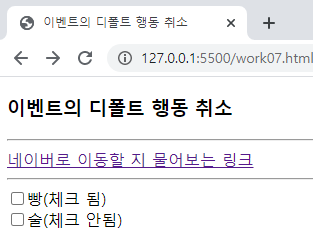 이벤트의 디폴트 행동 취소
127.0.0.1:5500/work07.html
이벤트의 디폴트 행동 취소
네이버로 이동할 지 물어보는 링크
빵(체크 됨)
술(체크 안됨)